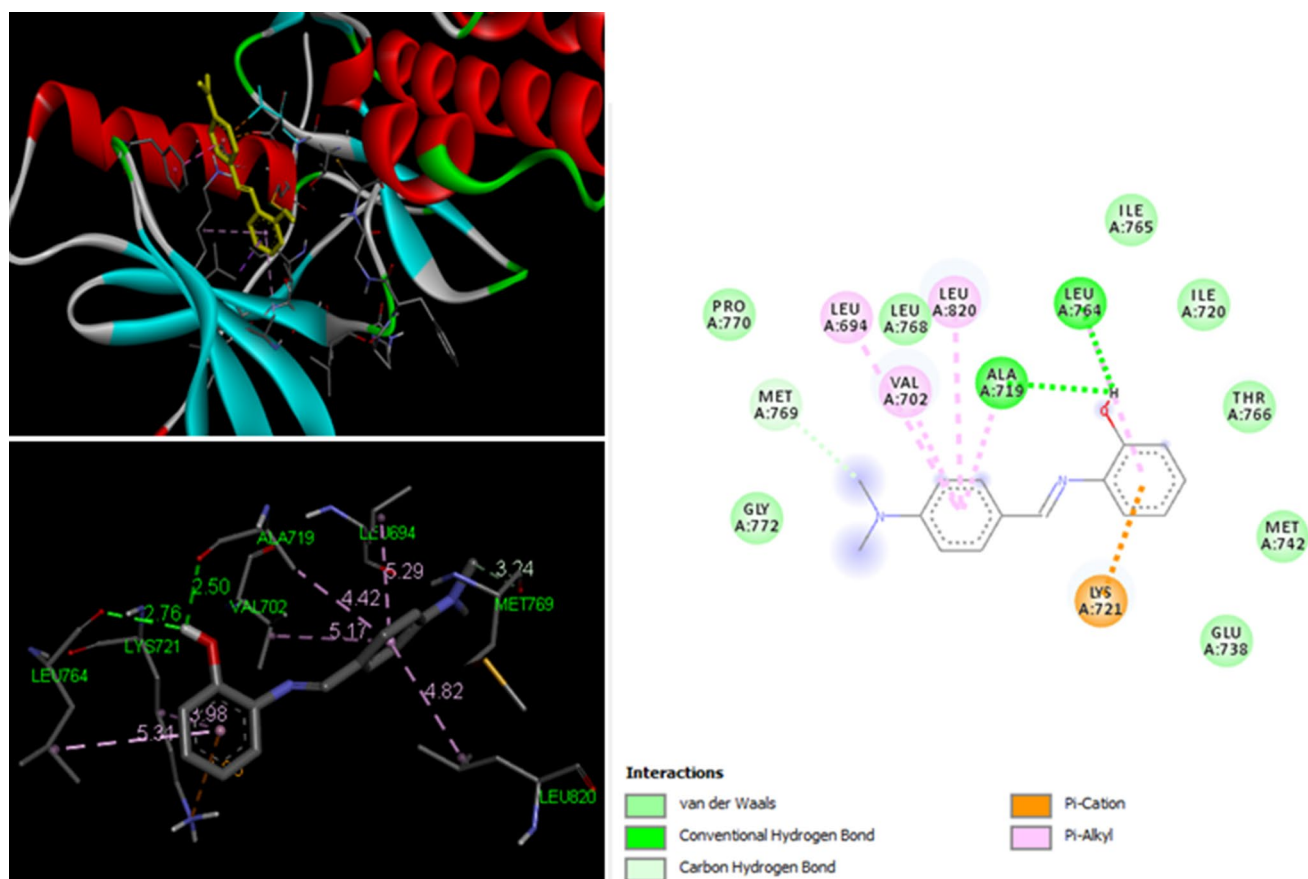 ALA719
LEU694
3.24
2.50
5.29
MET769
2.76
VAL702
4.42
LYS721
5.17
LEU764
4.82
3.98
5.31
LEU820
ILE
A:765
PRO
A:770
LEU
A:694
LEU
A:768
LEU
A:820
LEU
A:764
ILE
A:720
MET
A:769
VAL
A:702
ALA
A:719
H
O
THR
A:766
GLY
A:772
N
N
MET
A:742
LYS
A:721
GLU
A:738
Interactions
van der Waals
Conventional Hydrogen Bond
Carbon Hydrogen Bond
Pi-Cation
Pi-Alkyl